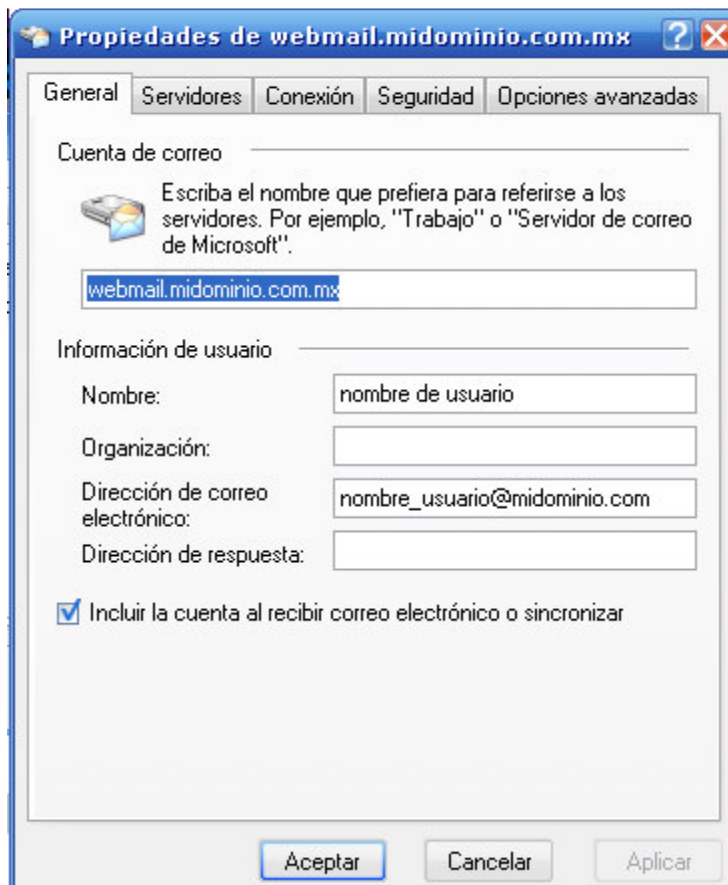 Propiedades de webmail.midominio.com.mx
General Servidores Conexión Seguridad Opciones avanzadas
Cuenta de correo
Escriba el nombre que prefiera para referirse a los
servidores. Por ejemplo, "Trabajo" o "Servidor de correo
de Microsoft".
webmail.midominio.com.mx
Información de usuario
Nombre: nombre de usuario
Organización:
Dirección de correo
electrónico: nombre_usuario@midominio.com
Dirección de respuesta:
Incluir la cuenta al recibir correo electrónico o sincronizar
Aceptar Cancelar Aplicar